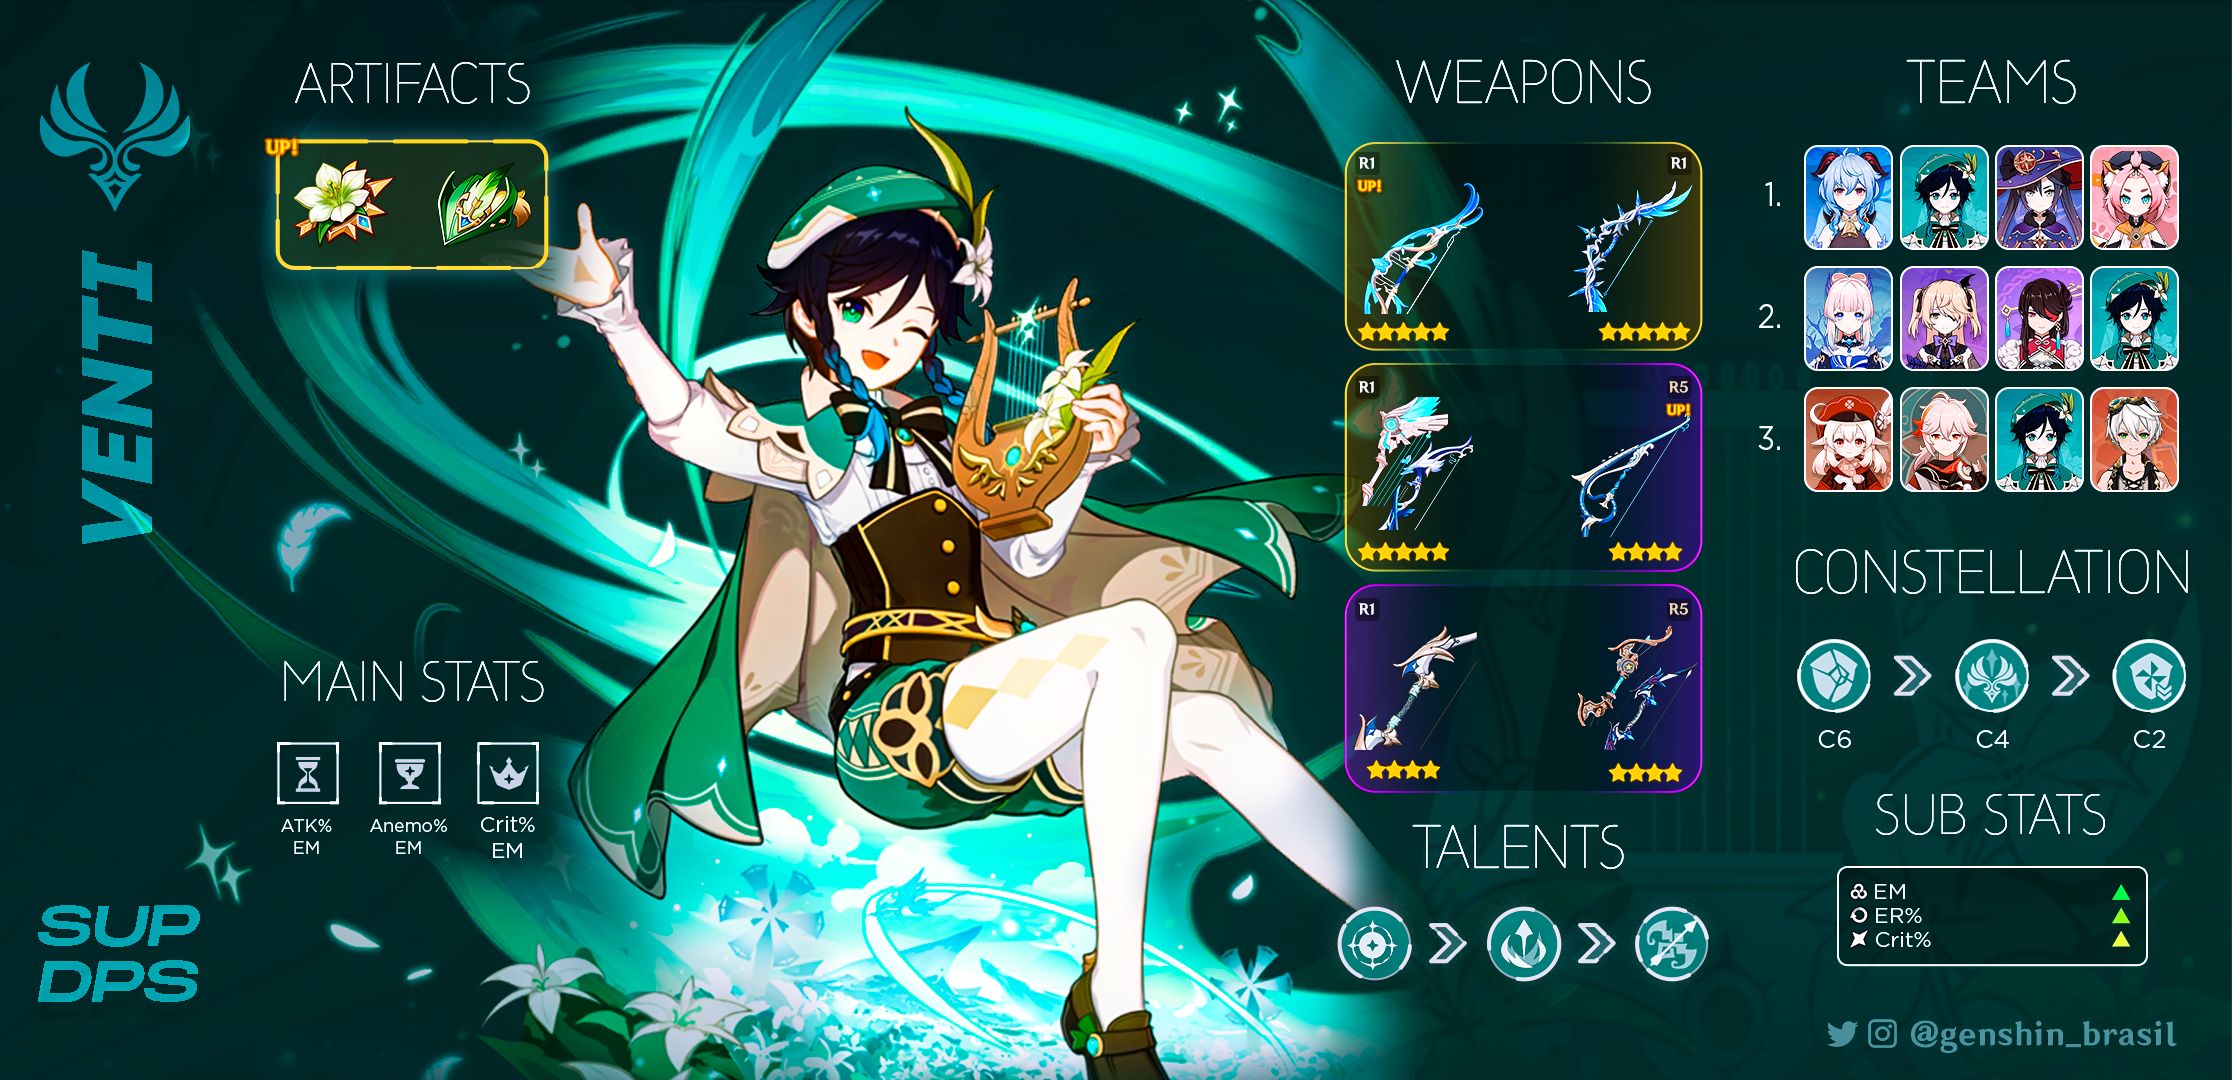 VENTI
SUP
DPS
ARTIFACTS
UP!
MAIN STATS
ATK%
EM
Anemo%
EM
Crit%
EM
WEAPONS
R1
UP!
R1
R1
R5
UP!
R1
R5
TALENTS
TEAMS
1.
2.
3.
CONSTELLATION
C6
C4
C2
SUB STATS
EM
ER%
Crit%
@genshin_brasil